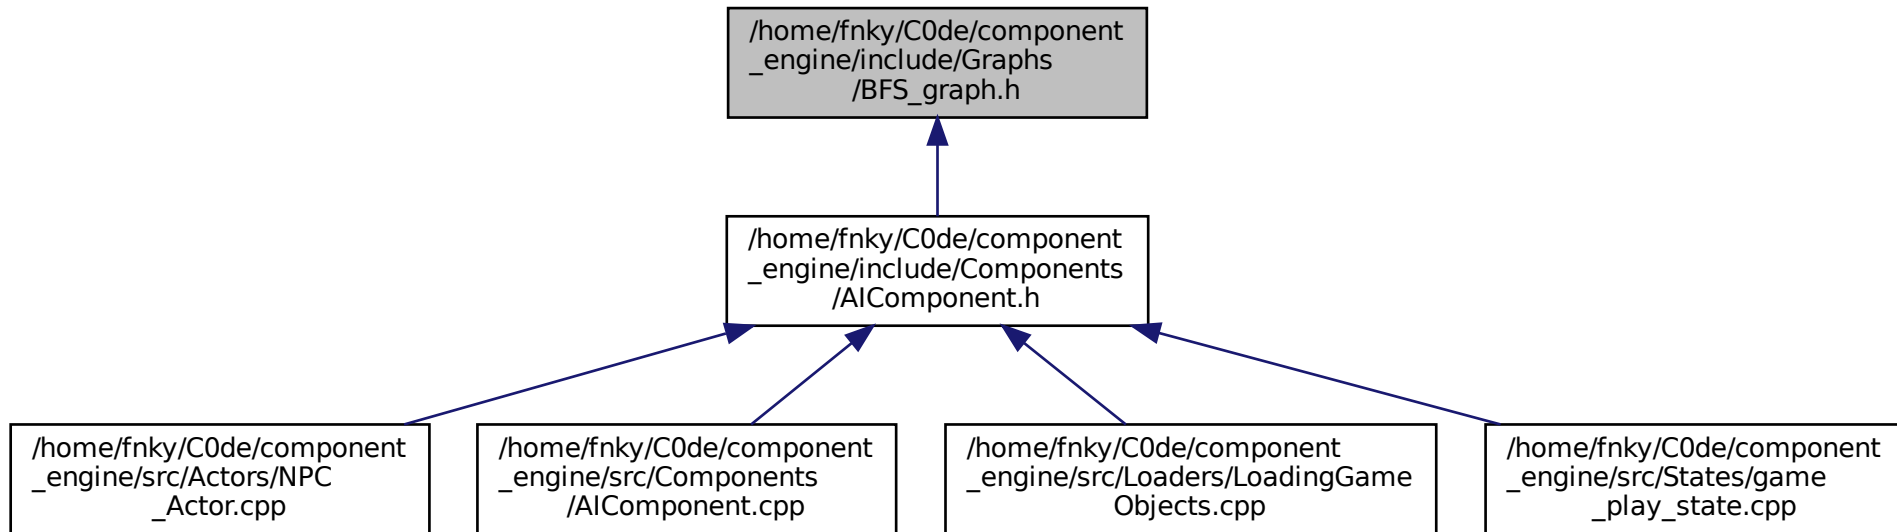 /home/fnky/C0de/component
_engine/include/Graphs
/BFS_graph.h
/home/fnky/C0de/component
_engine/include/Components
/AIComponent.h
/home/fnky/C0de/component
_engine/src/Actors/NPC
_Actor.cpp
/home/fnky/C0de/component
_engine/src/Components
/AIComponent.cpp
/home/fnky/C0de/component
_engine/src/Loaders/LoadingGame
Objects.cpp
/home/fnky/C0de/component
_engine/src/States/game
_play_state.cpp